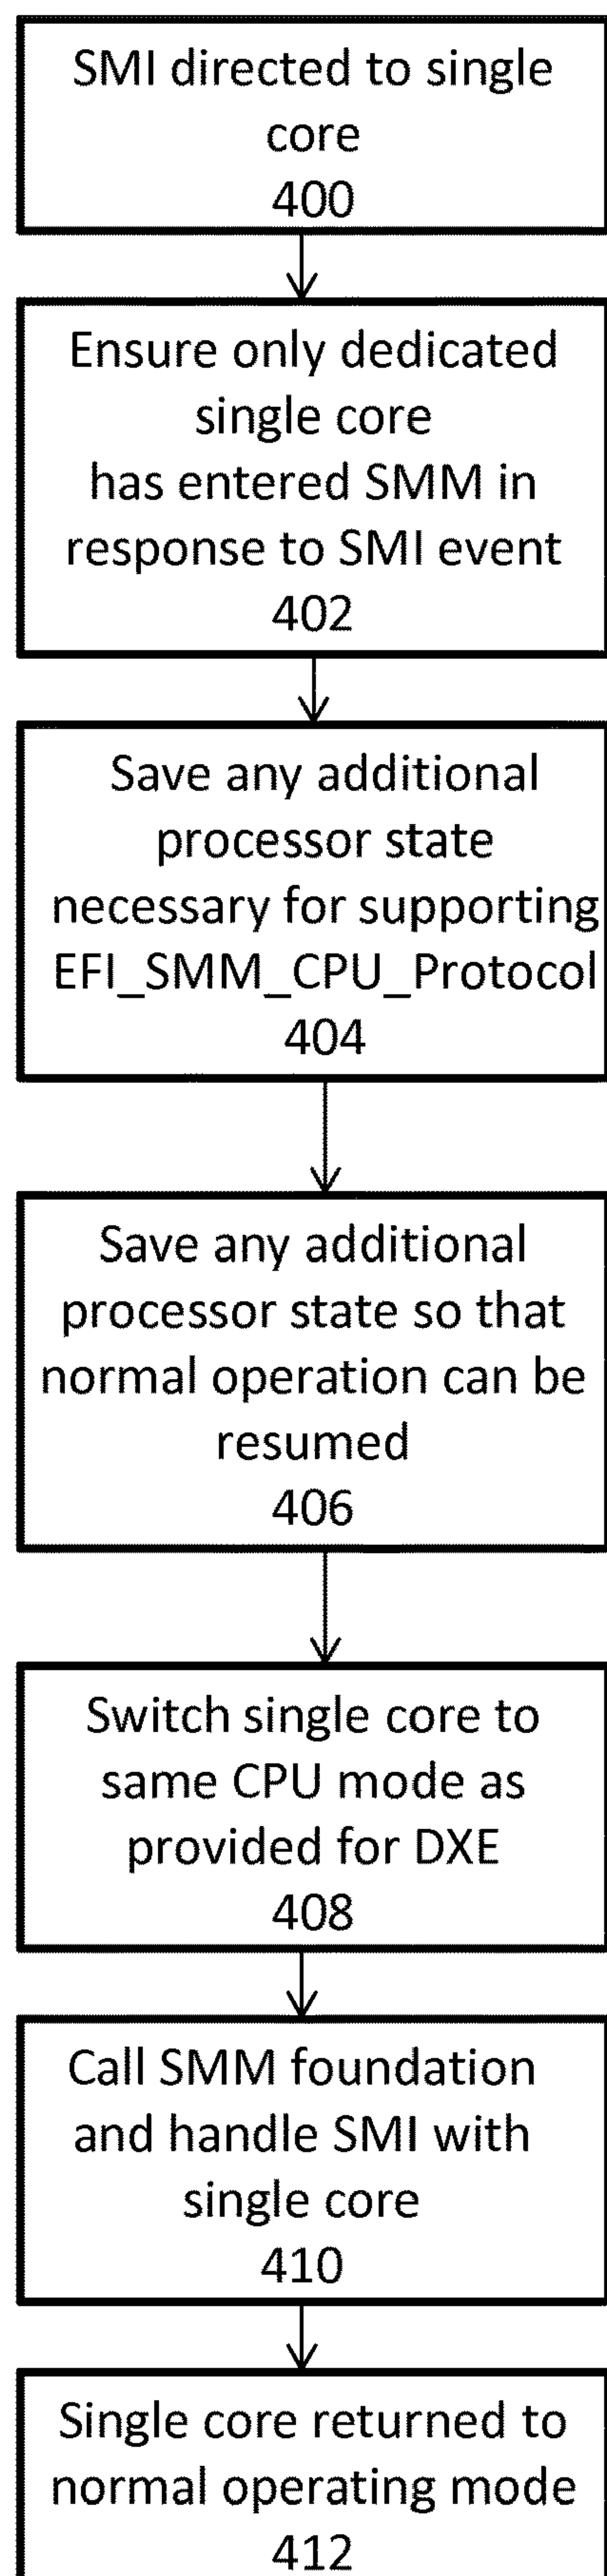 SMI directed to single
core
400
Ensure only dedicated
single core
has entered SMM in
response to SMI event
402
Save any additional
processor state
necessary for supporting
EFI_SMM_CPU_Protocol
404
Save any additional
processor state so that
normal operation can be
resumed
406
Switch single core to
same CPU mode as
provided for DXE
408
Call SMM foundation
and handle SMI with
single core
410
Single core returned to
normal operating mode
412